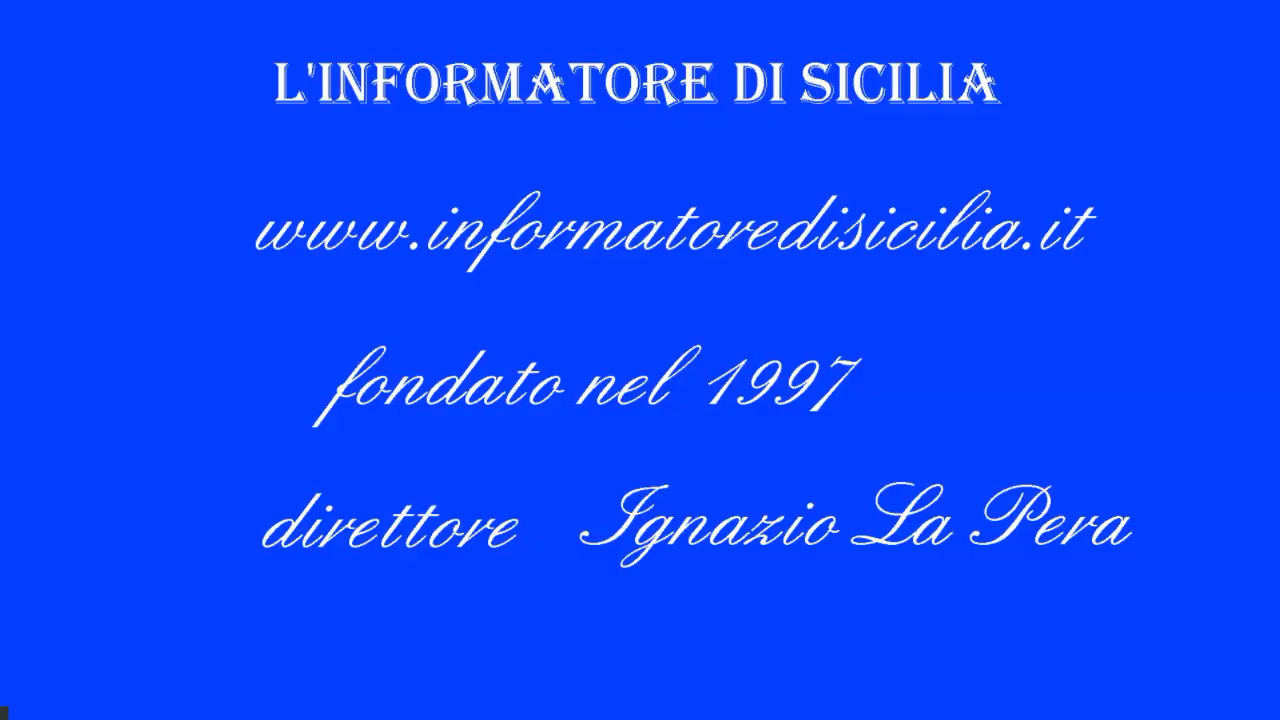 L'INFORMATORE DI SICILIA
www.informatoredisicilia.it
fondato nel 1997
direttore Ignazio La Pera